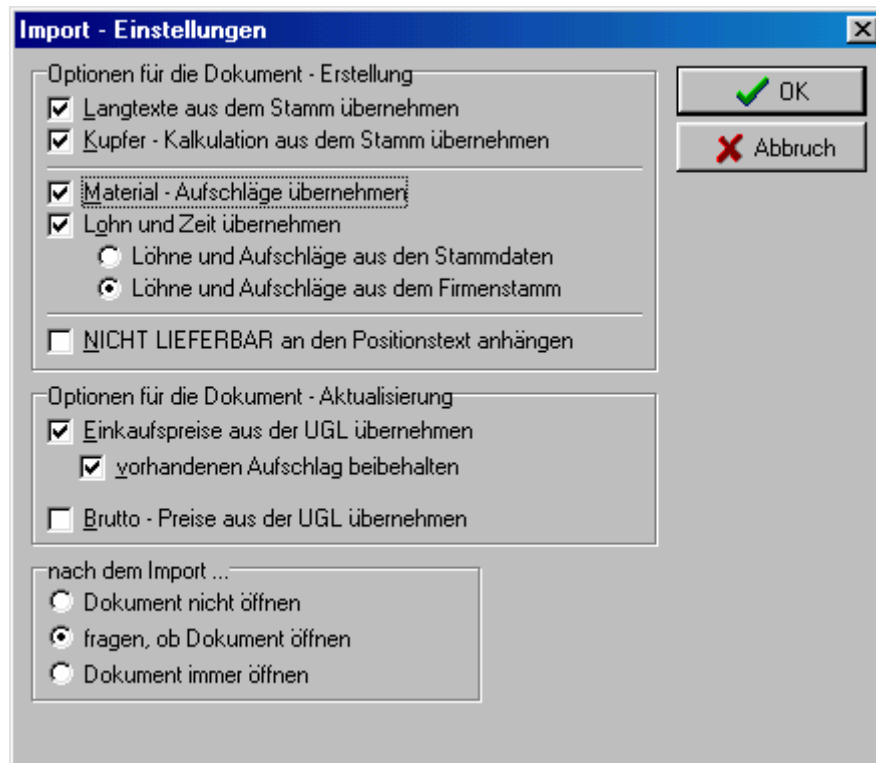 Import - Einstellungen
Optionen für die Dokument - Erstellung
Langtexte aus dem Stamm übernehmen
Kupfer - Kalkulation aus dem Stamm übernehmen
Material - Aufschläge übernehmen
Lohn und Zeit übernehmen
Löhne und Aufschläge aus den Stammdaten
Löhne und Aufschläge aus dem Firmenstamm
NICHT LIEFERBAR an den Positionstext anhängen
Optionen für die Dokument - Aktualisierung
Einkaufspreise aus der UGL übernehmen
vorhandenen Aufschlag beibehalten
Brutto - Preise aus der UGL übernehmen
nach dem Import ...
Dokument nicht öffnen
fragen, ob Dokument öffnen
Dokument immer öffnen
OK
Abbruch